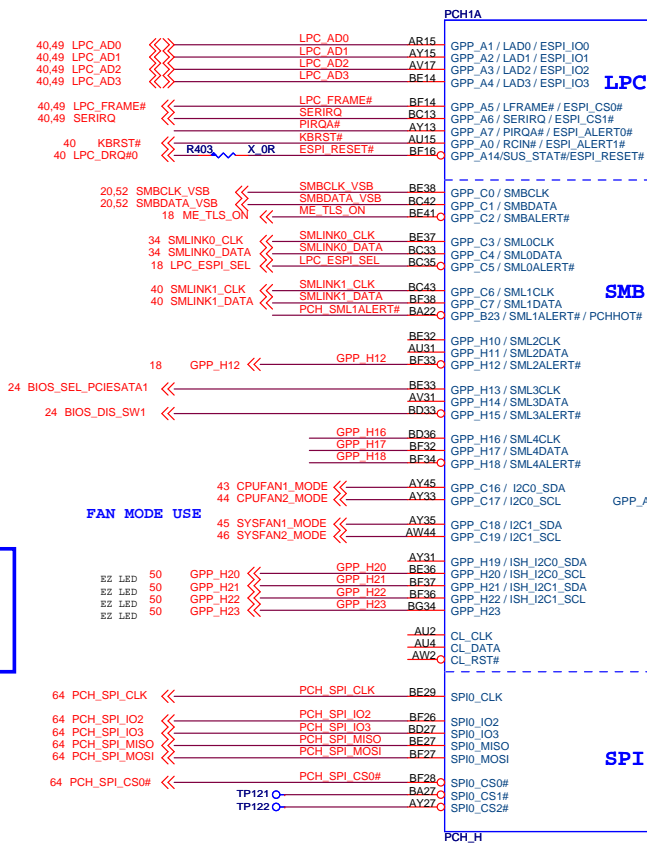 PCH1A
40,49 LPC_AD0 LPC_AD0 AR15 GPP_A1 / LAD0 / ESPI_IO0
40,49 LPC_AD1 LPC_AD1 AY15 GPP_A2 / LAD1 / ESPI_IO1
40,49 LPC_AD2 LPC_AD2 AV17 GPP_A3 / LAD2 / ESPI_IO2
40,49 LPC_AD3 LPC_AD3 BE14 GPP_A4 / LAD3 / ESPI_IO3 LPC
40,49 LPC_FRAME# LPC_FRAME# BF14 GPP_A5 / LFRAME# / ESPI_CS0#
40,49 SERIRQ SERIRQ BC13 GPP_A6 / SERIRQ / ESPI_CS1#
PIRQA# AY13 GPP_A7 / PIRQA# / ESPI_ALERT0#
40 KBRST# KBRST# AU15 GPP_A0 / RCIN# / ESPI_ALERT1#
40 LPC_DRQ#0 R403 X_0R ESPI_RESET# BF16 GPP_A14/SUS_STAT#/ESPI_RESET#
20,52 SMBCLK_VSB SMBCLK_VSB BE38 GPP_C0 / SMBCLK
20,52 SMBDATA_VSB SMBDATA_VSB BC42 GPP_C1 / SMBDATA
18 ME_TLS_ON ME_TLS_ON BE41 GPP_C2 / SMBALERT#
34 SMLINK0_CLK SMLINK0_CLK BE37 GPP_C3 / SML0CLK
34 SMLINK0_DATA SMLINK0_DATA BC33 GPP_C4 / SML0DATA
18 LPC_ESPI_SEL LPC_ESPI_SEL BC35 GPP_C5 / SML0ALERT#
40 SMLINK1_CLK SMLINK1_CLK BC43 GPP_C6 / SML1CLK SMB
40 SMLINK1_DATA SMLINK1_DATA BF38 GPP_C7 / SML1DATA
PCH_SML1ALERT# BA22 GPP_B23 / SML1ALERT# / PCHHOT#
BE32 GPP_H10 / SML2CLK
AU31 GPP_H11 / SML2DATA
18 GPP_H12 GPP_H12 BF33 GPP_H12 / SML2ALERT#
24 BIOS_SEL_PCIESATA1 BE33 GPP_H13 / SML3CLK
AV31 GPP_H14 / SML3DATA
24 BIOS_DIS_SW1 BD33 GPP_H15 / SML3ALERT#
GPP_H16 BD36 GPP_H16 / SML4CLK
GPP_H17 BF32 GPP_H17 / SML4DATA
GPP_H18 BF34 GPP_H18 / SML4ALERT#
43 CPUFAN1_MODE AY45 GPP_C16 / I2C0_SDA
44 CPUFAN2_MODE AY33 GPP_C17 / I2C0_SCL GPP_A
FAN MODE USE
45 SYSFAN1_MODE AY35 GPP_C18 / I2C1_SDA
46 SYSFAN2_MODE AW44 GPP_C19 / I2C1_SCL
AY31 GPP_H19 / ISH_I2C0_SDA
EZ LED 50 GPP_H20 GPP_H20 BE36 GPP_H20 / ISH_I2C0_SCL
EZ LED 50 GPP_H21 GPP_H21 BF37 GPP_H21 / ISH_I2C1_SDA
EZ LED 50 GPP_H22 GPP_H22 BF36 GPP_H22 / ISH_I2C1_SCL
EZ LED 50 GPP_H23 GPP_H23 BG34 GPP_H23
AU2 CL_CLK
AU4 CL_DATA
AW2 CL_RST#
64 PCH_SPI_CLK PCH_SPI_CLK BE29 SPI0_CLK
64 PCH_SPI_IO2 PCH_SPI_IO2 BF26 SPI0_IO2
64 PCH_SPI_IO3 PCH_SPI_IO3 BD27 SPI0_IO3
64 PCH_SPI_MISO PCH_SPI_MISO BE27 SPI0_MISO
64 PCH_SPI_MOSI PCH_SPI_MOSI BF27 SPI0_MOSI SPI
64 PCH_SPI_CS0# PCH_SPI_CS0# BF28 SPI0_CS0#
TP121 BA27 SPI0_CS1#
TP122 AY27 SPI0_CS2#
PCH_H